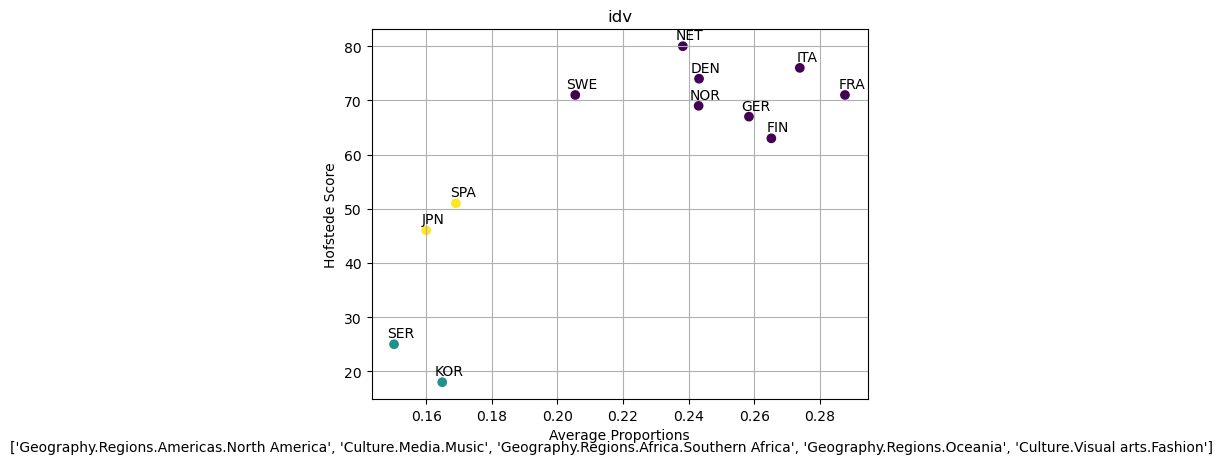 idv
NET
DEN
ITA
SWE
FRA
NOR
GER
FIN
SPA
JPN
SER
KOR
80
70
60
50
40
30
20
Hofstede Score
0.16 0.18 0.20 0.22 0.24 0.26 0.28
Average Proportions
['Geography.Regions.Americas.North America', 'Culture.Media.Music', 'Geography.Regions.Africa.Southern Africa', 'Geography.Regions.Oceania', 'Culture.Visual arts.Fashion']